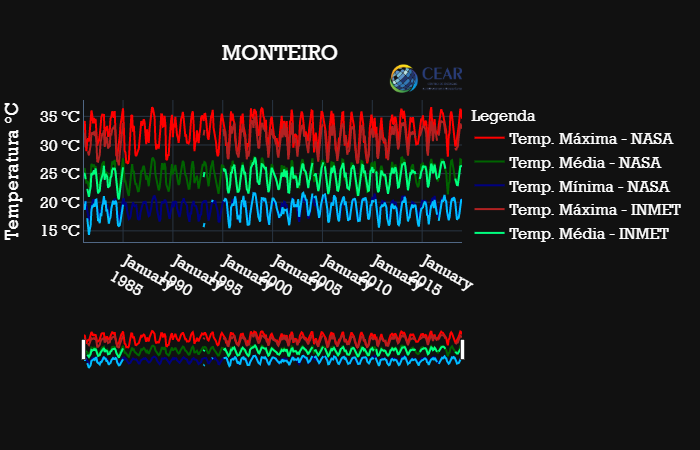 MONTEIRO
CEAR
Temperatura °C
35 °C
30 °C
25 °C
20 °C
15 °C
January 1985
January 1990
January 1995
January 2000
January 2005
January 2010
January 2015
Legenda
Temp. Máxima - NASA
Temp. Média - NASA
Temp. Mínima - NASA
Temp. Máxima - INMET
Temp. Média - INMET